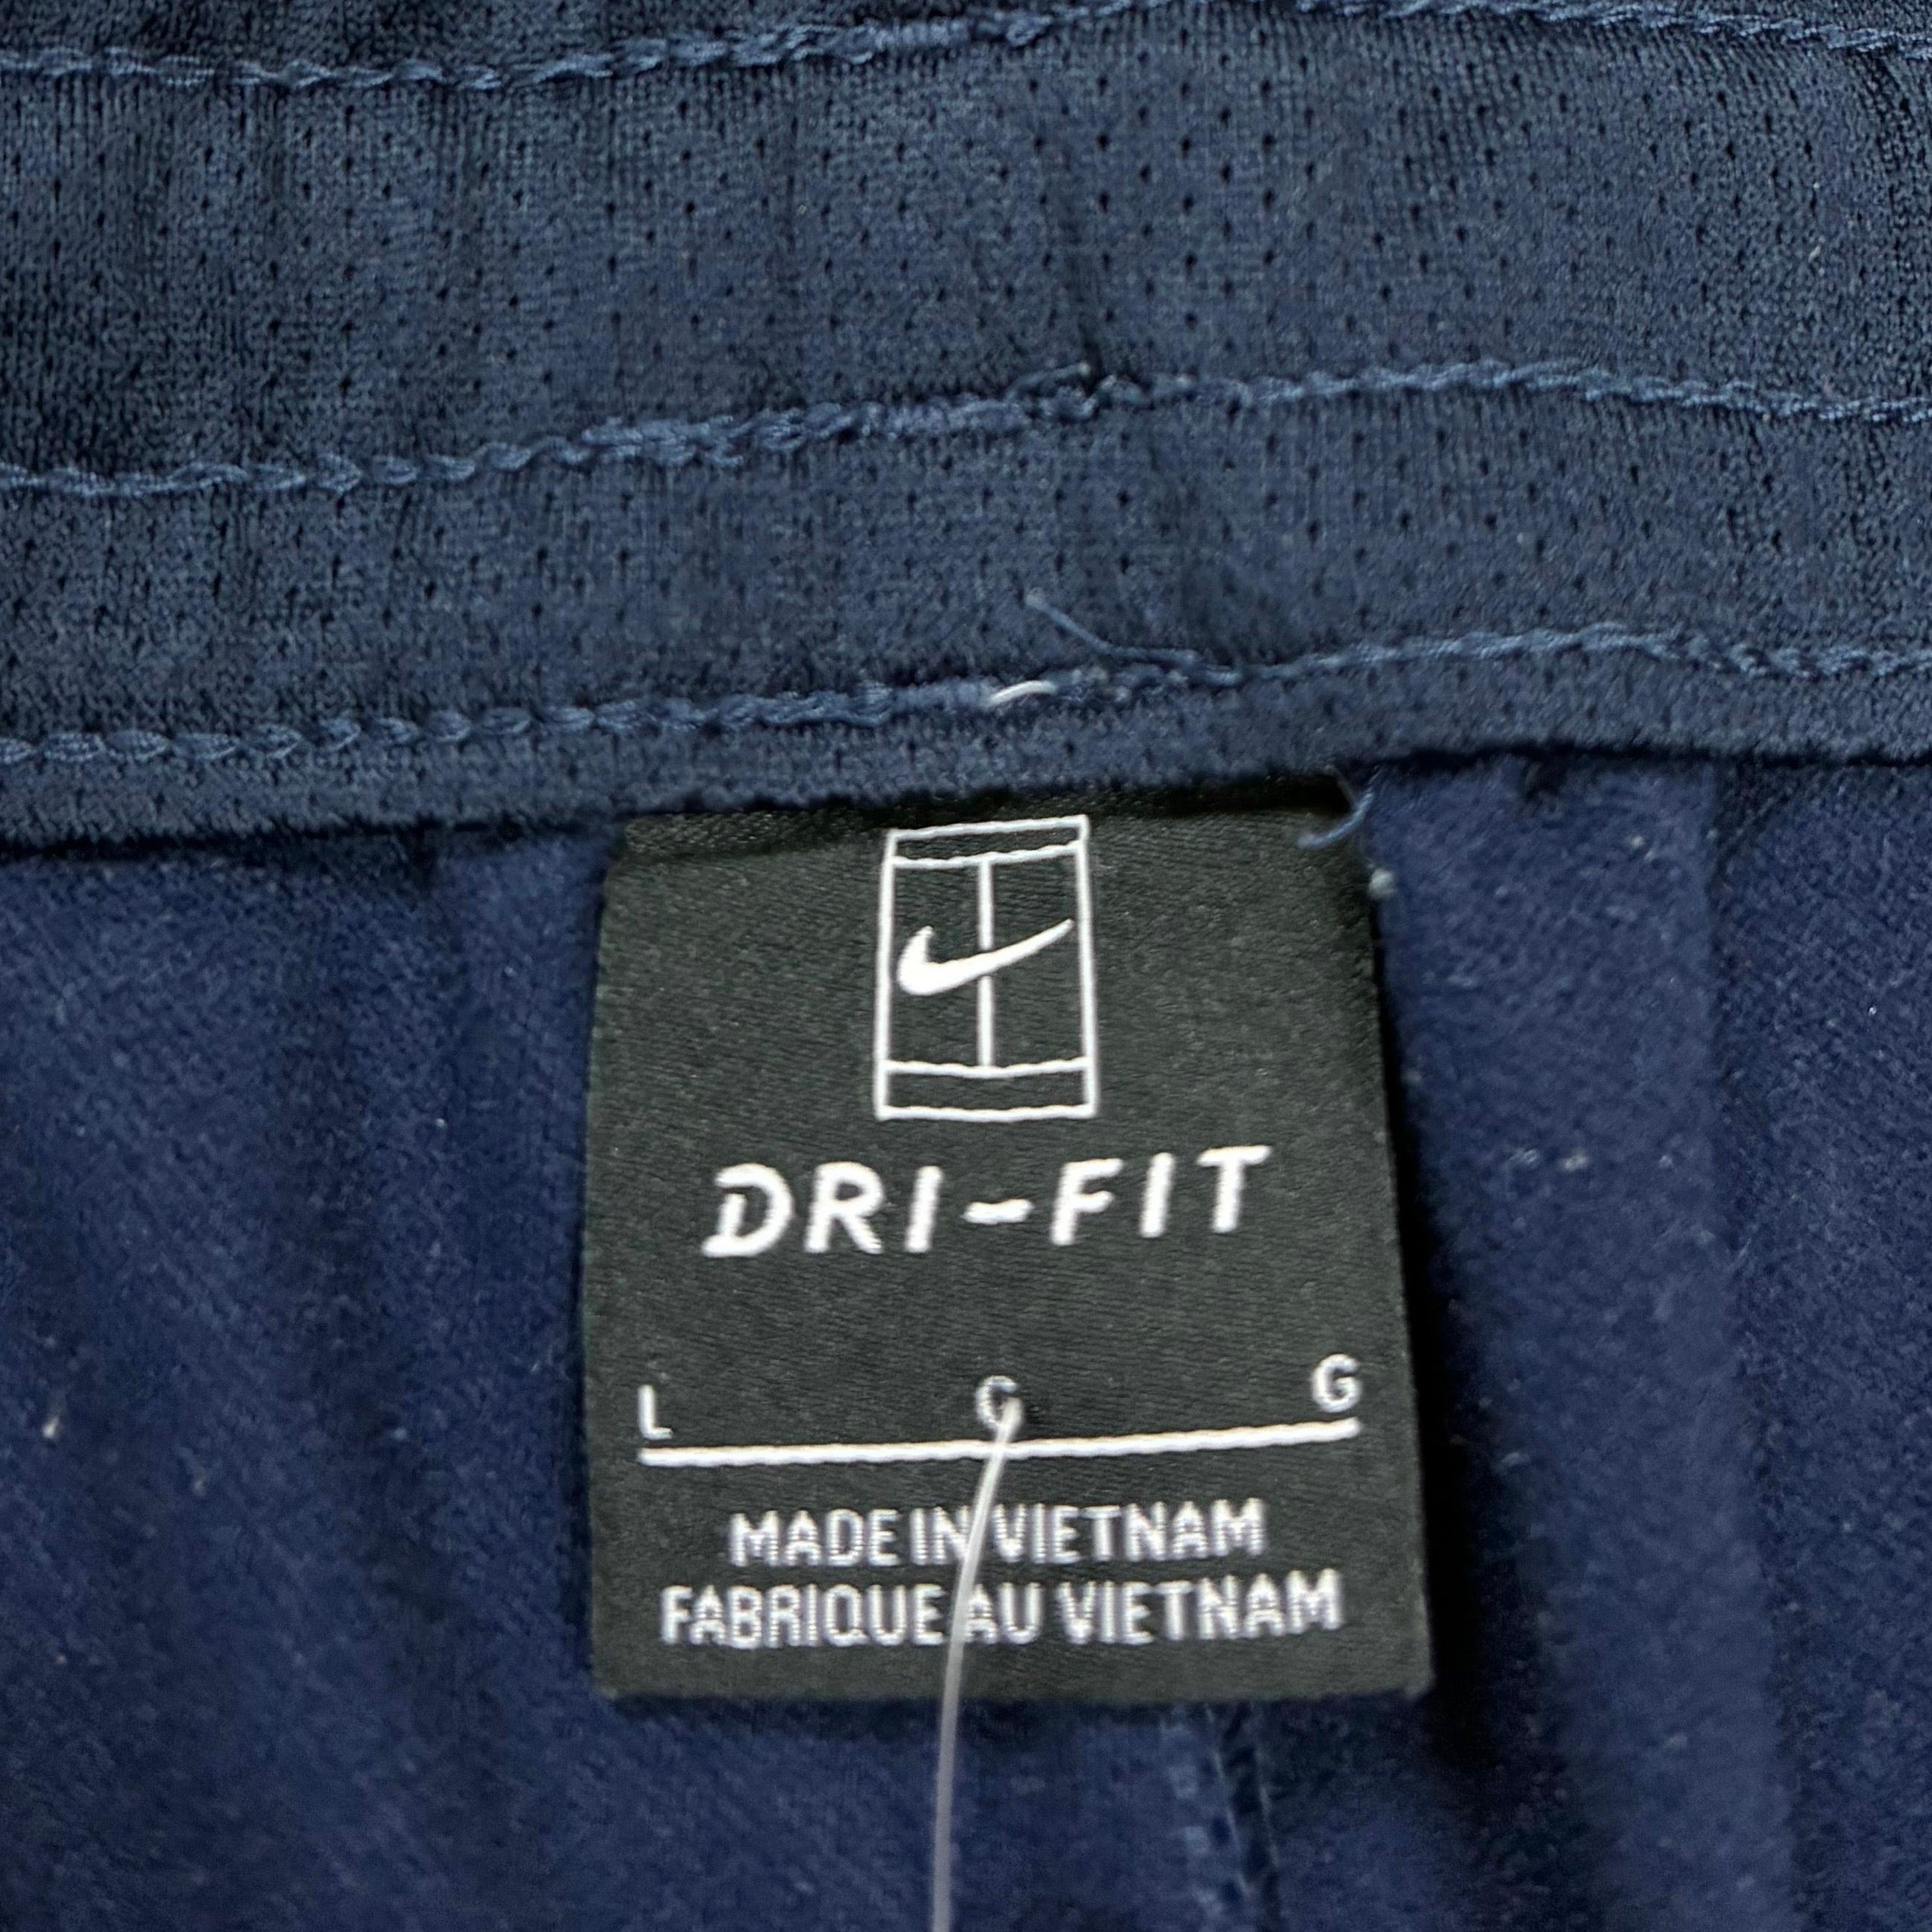 DRI-FIT
L G G
MADE IN VIETNAM
FABRIQUE AU VIETNAM